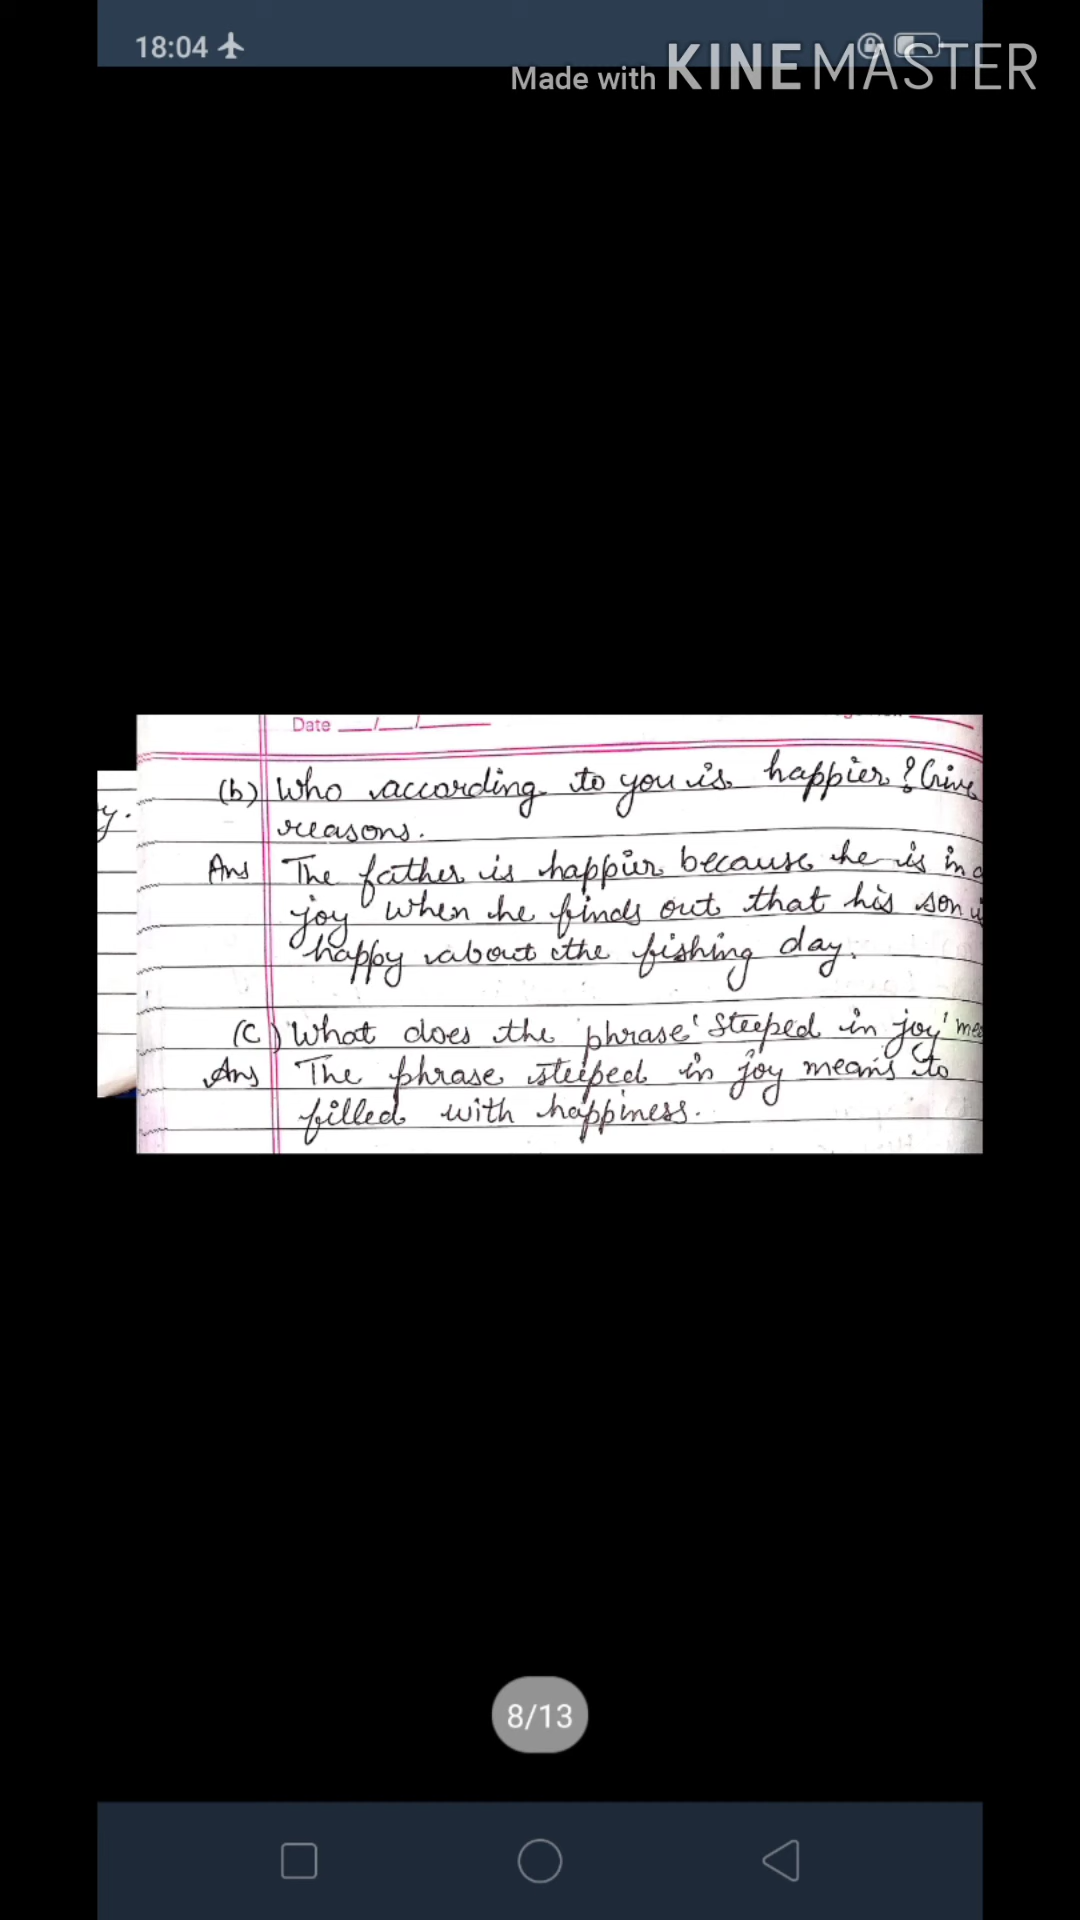 18:04
Made with KINEMASTER
Date
(b) Who according to you is happier? Give
reasons.
Ans The father is happier because he is in
joy when he finds out that his son
happy about the fishing day.
(C) What does the phrase 'Steeped in joy'
Ans The phrase steeped in joy means to
filled with happiness.
y.
8/13